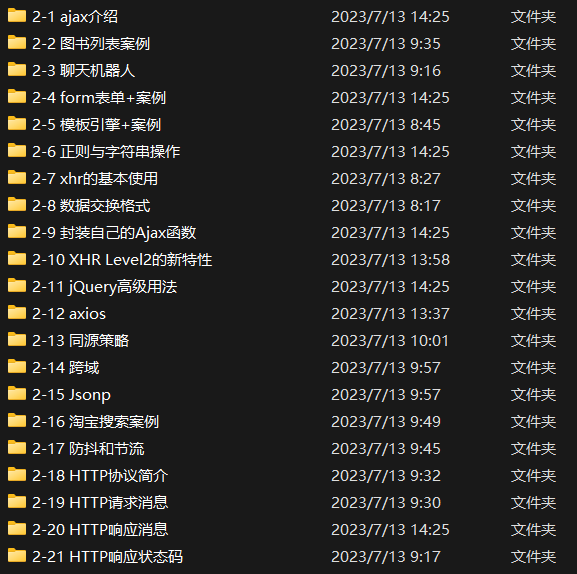 2-1 ajax介绍 2023/7/13 14:25 文件夹
2-2 图书列表案例 2023/7/13 9:35 文件夹
2-3 聊天机器人 2023/7/13 9:16 文件夹
2-4 form表单+案例 2023/7/13 14:25 文件夹
2-5 模板引擎+案例 2023/7/13 8:45 文件夹
2-6 正则与字符串操作 2023/7/13 14:25 文件夹
2-7 xhr的基本使用 2023/7/13 8:27 文件夹
2-8 数据交换格式 2023/7/13 8:17 文件夹
2-9 封装自己的Ajax函数 2023/7/13 14:25 文件夹
2-10 XHR Level2的新特性 2023/7/13 13:58 文件夹
2-11 jQuery高级用法 2023/7/13 14:25 文件夹
2-12 axios 2023/7/13 13:37 文件夹
2-13 同源策略 2023/7/13 10:01 文件夹
2-14 跨域 2023/7/13 9:57 文件夹
2-15 Jsonp 2023/7/13 9:57 文件夹
2-16 淘宝搜索案例 2023/7/13 9:49 文件夹
2-17 防抖和节流 2023/7/13 9:45 文件夹
2-18 HTTP协议简介 2023/7/13 9:32 文件夹
2-19 HTTP请求消息 2023/7/13 9:30 文件夹
2-20 HTTP响应消息 2023/7/13 14:25 文件夹
2-21 HTTP响应状态码 2023/7/13 9:17 文件夹